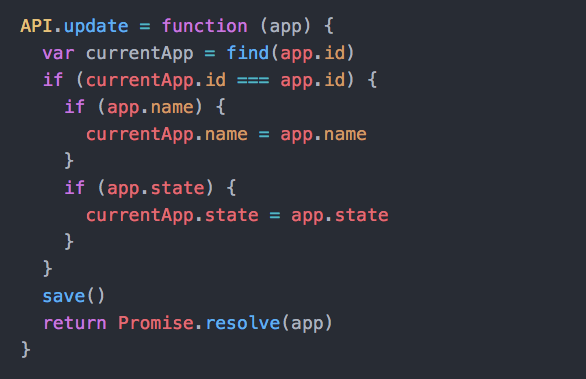 API.update = function (app) {
  var currentApp = find(app.id)
  if (currentApp.id === app.id) {
    if (app.name) {
      currentApp.name = app.name
    }
    if (app.state) {
      currentApp.state = app.state
    }
  }
  save()
  return Promise.resolve(app)
}